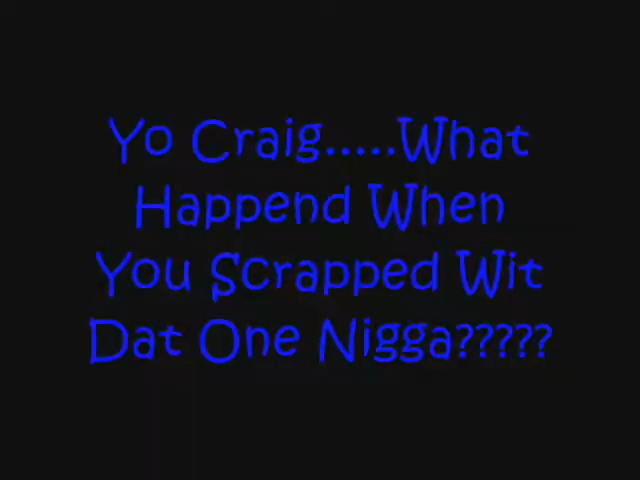 Yo Craig.....What
Happend When
You Scrapped Wit
Dat One Nigga?????